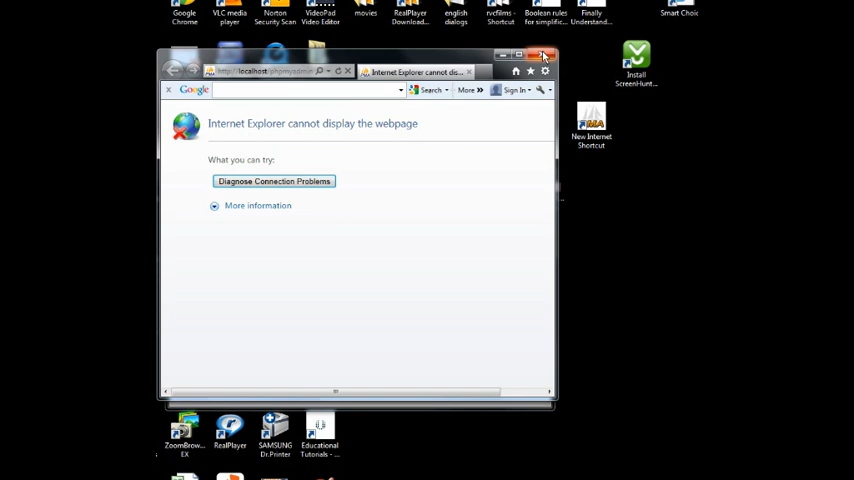 Google Chrome
VLC media player
Norton Security Scan
VideoPad Video Editor
movies
RealPlayer Download...
english dialogs
rvcfilms - Shortcut
Boolean rules for simplific...
Finally Understand...
Smart Choic
http://localhost/phpmyadmin
Internet Explorer cannot dis...
Google
Search
More »
Sign In
Internet Explorer cannot display the webpage
What you can try:
Diagnose Connection Problems
More information
Install ScreenHunt...
PMA
New Internet Shortcut
ZoomBrow... EX
RealPlayer
SAMSUNG Dr.Printer
Educational Tutorials - ...